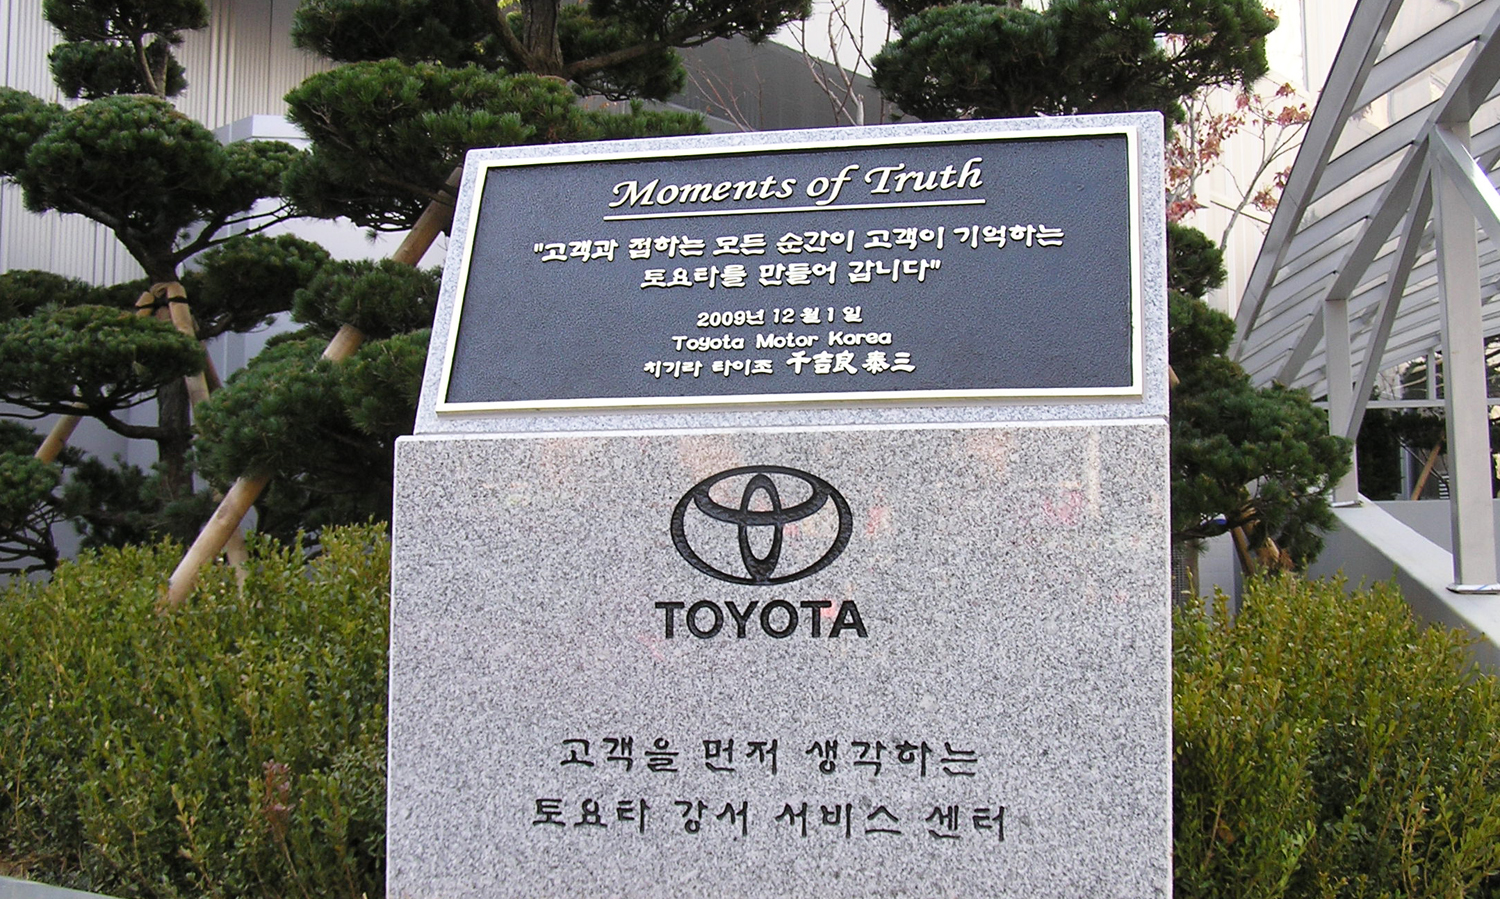 Moments of Truth
"고객과 접하는 모든 순간이 고객이 기억하는
토요타를 만들어 갑니다"
2009년 12월 1일
Toyota Motor Korea
치기라 타이조 千吉良 泰三
TOYOTA
고객을 먼저 생각하는
토요타 강서 서비스 센터